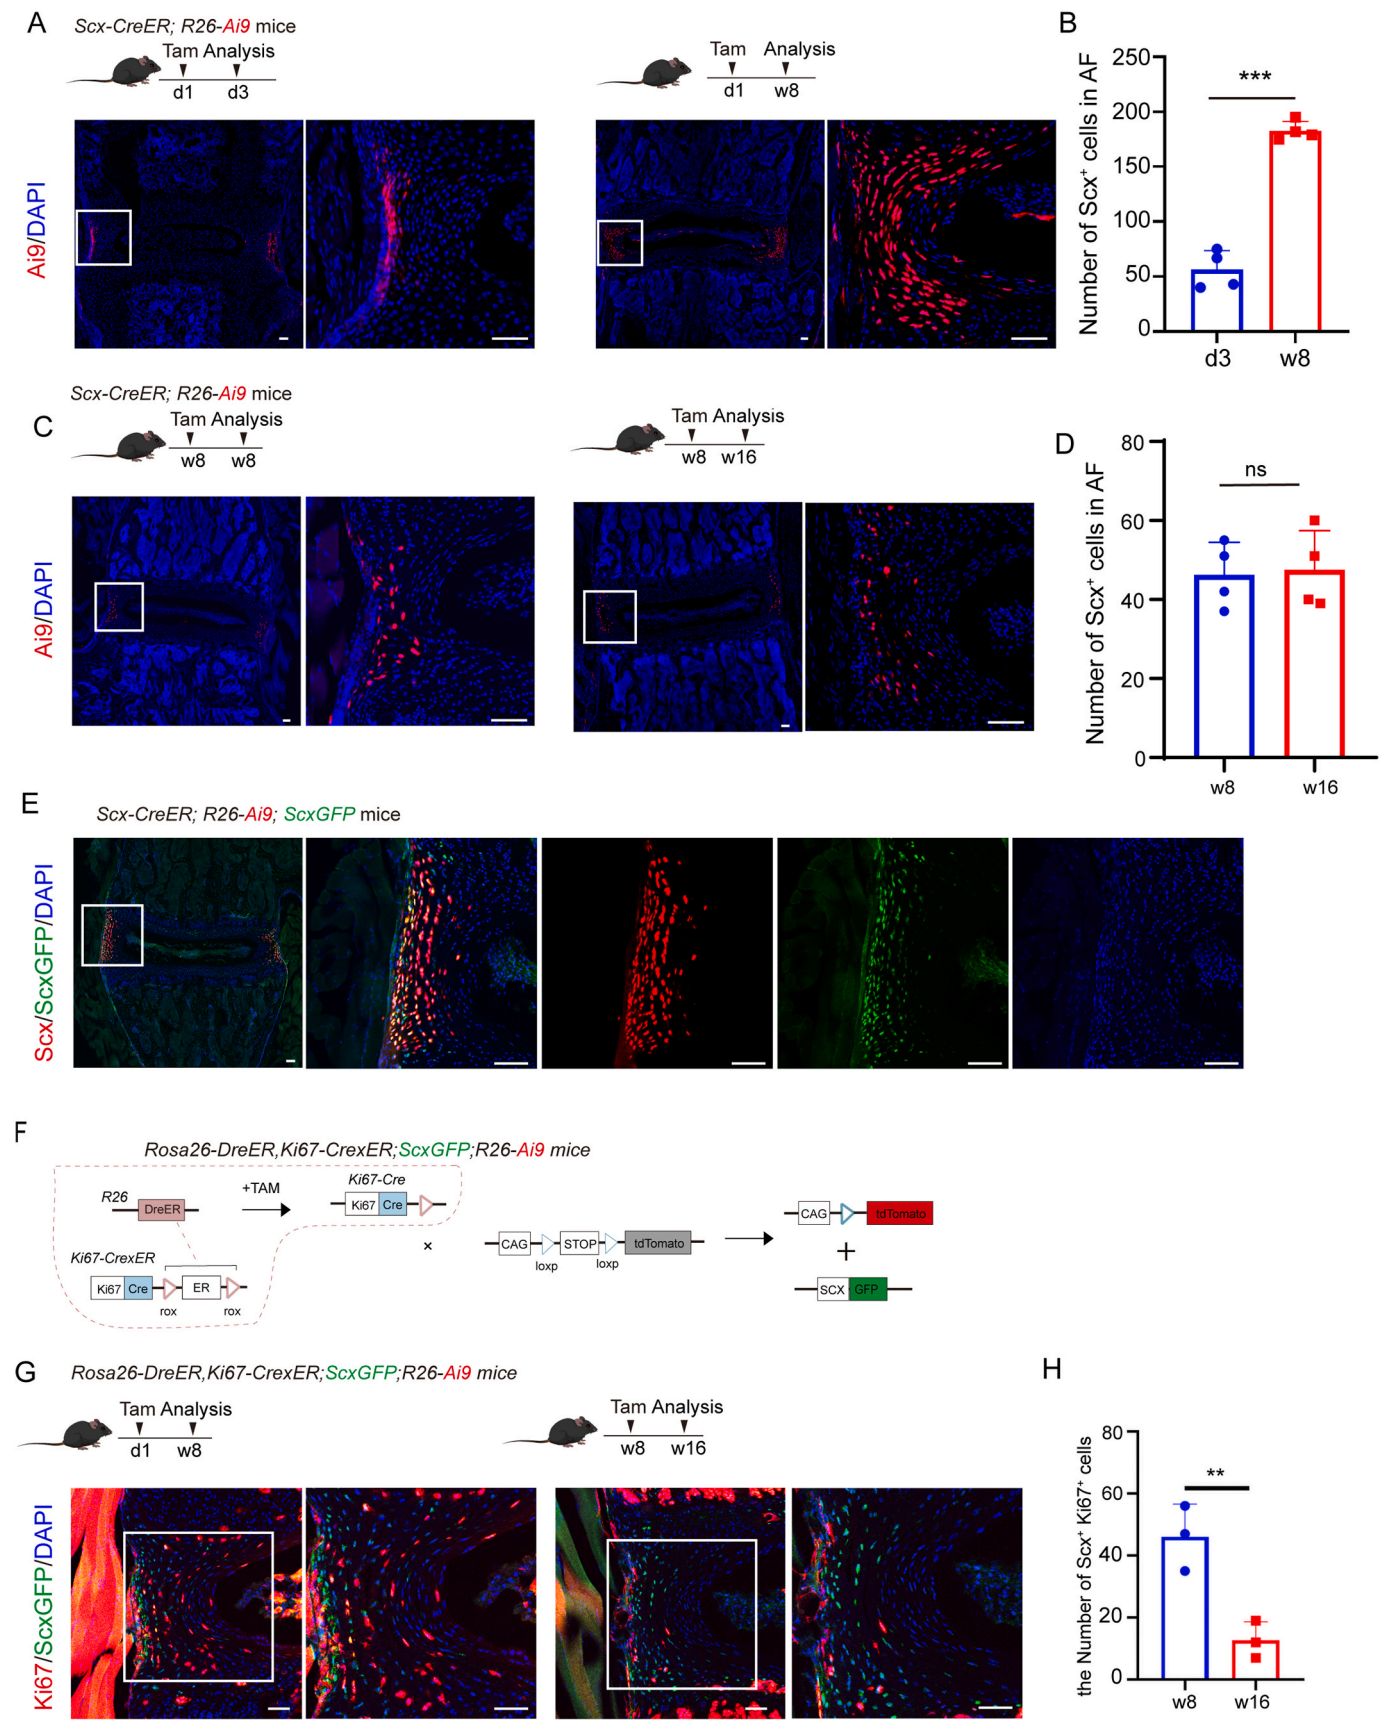 A
Scx-CreER; R26-Ai9 mice
Tam Analysis
d1 d3
Tam Analysis
d1 w8
Ai9/DAPI
B
Number of Scx⁺ cells in AF
250
200
150
100
50
0
***
d3 w8
C
Scx-CreER; R26-Ai9 mice
Tam Analysis
w8 w8
Tam Analysis
w8 w16
Ai9/DAPI
D
Number of Scx⁺ cells in AF
80
60
40
20
0
ns
w8 w16
E
Scx-CreER; R26-Ai9; ScxGFP mice
Scx/ScxGFP/DAPI
F
Rosa26-DreER,Ki67-CrexER;ScxGFP;R26-Ai9 mice
R26
DreER
+TAM
Ki67-Cre
Ki67 Cre
Ki67-CrexER
Ki67 Cre ER
rox rox
×
CAG STOP tdTomato
loxp loxp
CAG tdTomato
+
SCX GFP
G
Rosa26-DreER,Ki67-CrexER;ScxGFP;R26-Ai9 mice
Tam Analysis
d1 w8
Tam Analysis
w8 w16
Ki67/ScxGFP/DAPI
H
the Number of Scx⁺ Ki67⁺ cells
80
60
40
20
0
**
w8 w16